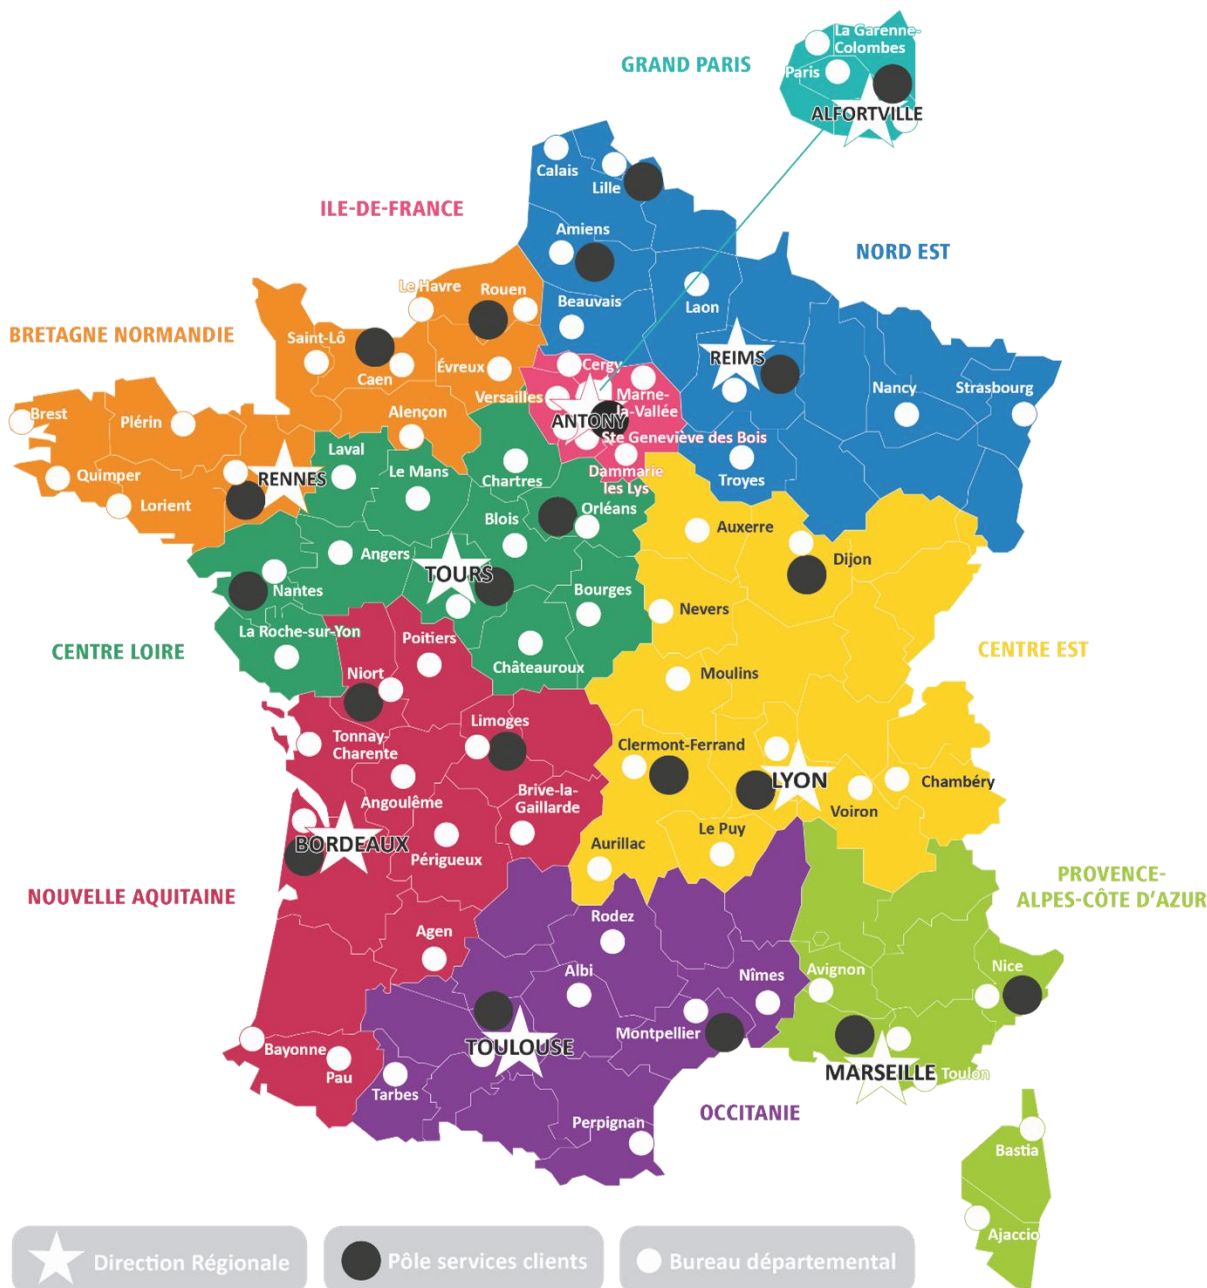 La Garenne-
Colombes
GRAND PARIS
Paris
ALFORTVILLE
Calais
Lille
ILE-DE-FRANCE
Amiens
NORD EST
Le Havre
Rouen
Beauvais
Laon
BRETAGNE NORMANDIE
Saint-Lô
Caen
Évreux
Cergy
REIMS
Versailles
Marne-
la-Vallée
Nancy
Strasbourg
Brest
Plérin
Alençon
ANTONY
Ste Geneviève des Bois
Laval
Le Mans
Chartres
Dammarie
les Lys
Troyes
Quimper
RENNES
Lorient
Blois
Orléans
Auxerre
Angers
Dijon
TOURS
Nantes
Bourges
Nevers
La Roche-sur-Yon
Poitiers
CENTRE LOIRE
CENTRE EST
Niort
Châteauroux
Moulins
Limoges
Tonnay-
Charente
Clermont-Ferrand
LYON
Chambéry
Angoulême
Brive-la-
Gaillarde
Voiron
BORDEAUX
Périgueux
Aurillac
Le Puy
NOUVELLE AQUITAINE
PROVENCE-
ALPES-CÔTE D'AZUR
Agen
Rodez
Albi
Nîmes
Avignon
Nice
Montpellier
Bayonne
Pau
TOULOUSE
MARSEILLE
Toulon
Tarbes
OCCITANIE
Perpignan
Bastia
Ajaccio
Direction Régionale
Pôle services clients
Bureau départemental